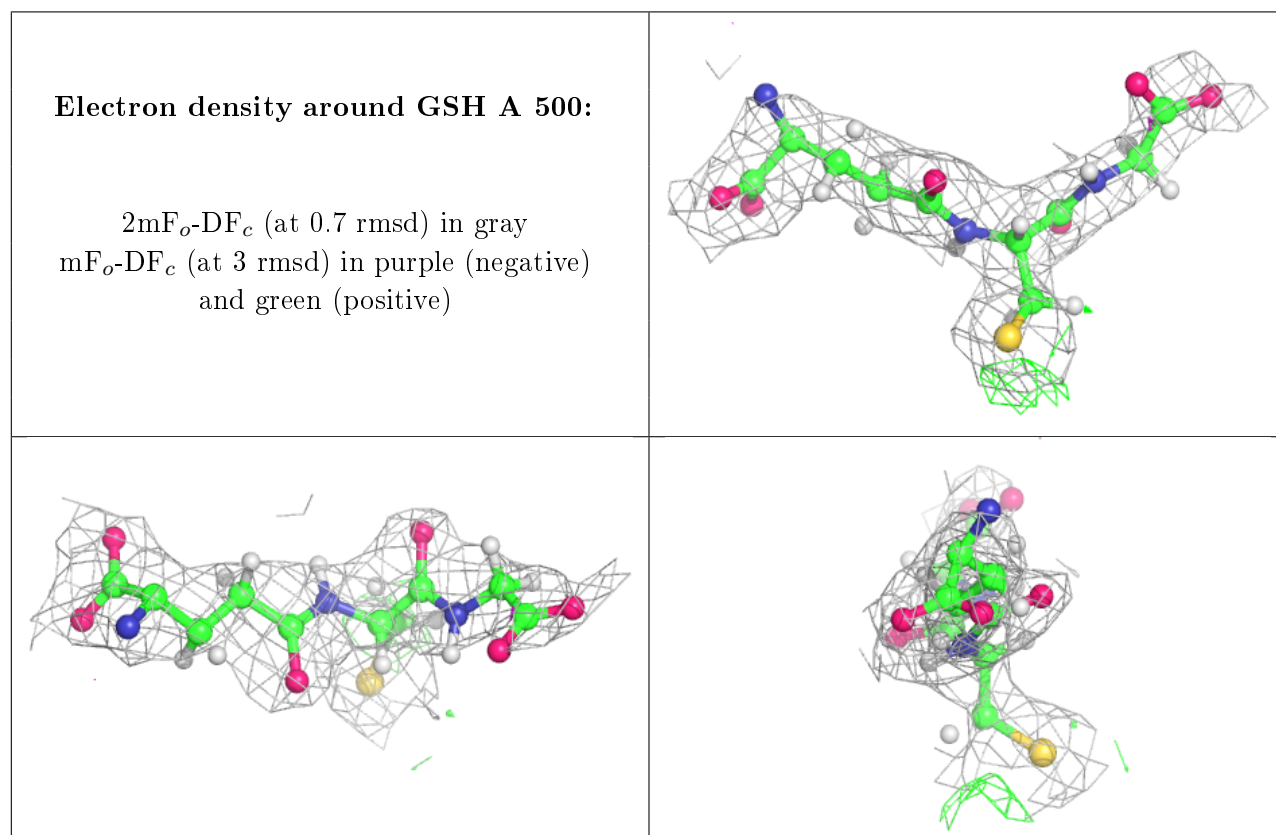 Electron density around GSH A 500:
2mFₒ-DF𝒸 (at 0.7 rmsd) in gray
mFₒ-DF𝒸 (at 3 rmsd) in purple (negative)
and green (positive)